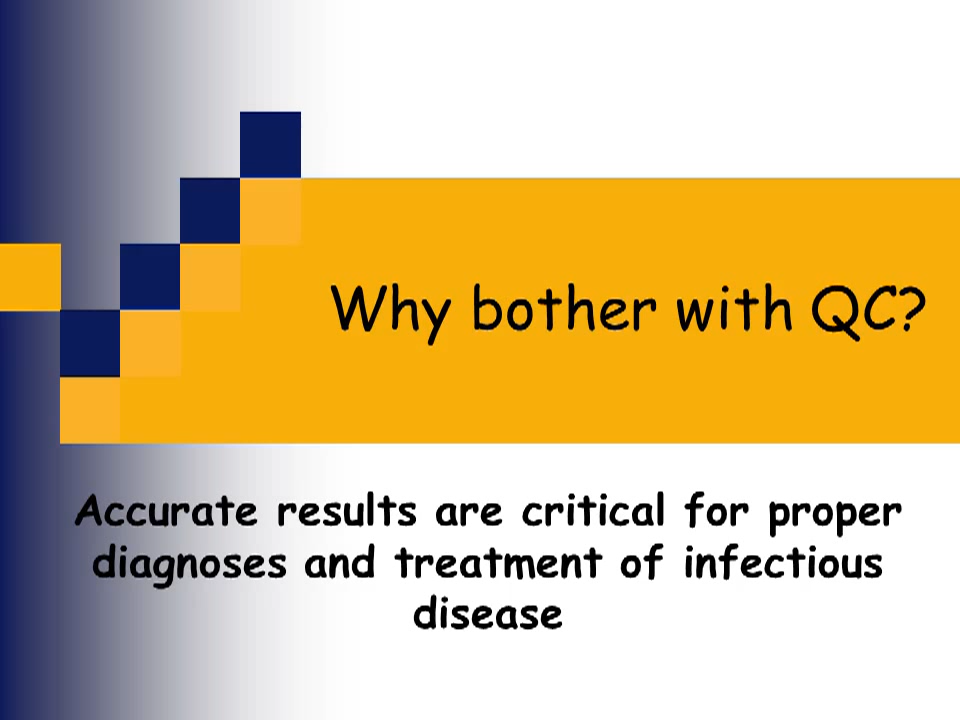 Why bother with QC?
Accurate results are critical for proper
diagnoses and treatment of infectious
disease